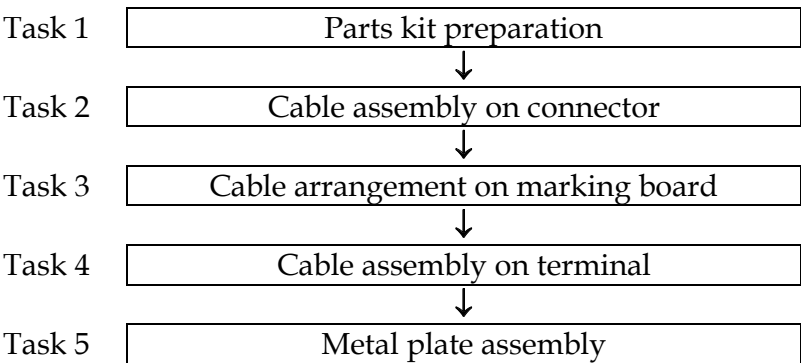 Task 1 Parts kit preparation
Task 2 Cable assembly on connector
Task 3 Cable arrangement on marking board
Task 4 Cable assembly on terminal
Task 5 Metal plate assembly